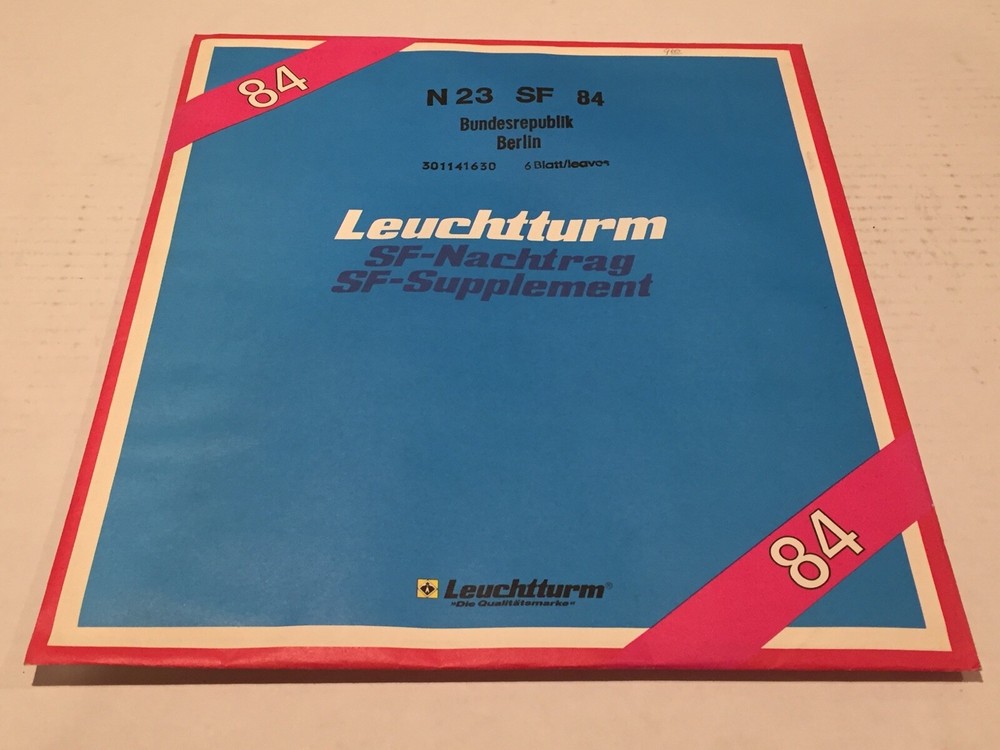 84
N 23 SF 84
Bundesrepublik
Berlin
301141630 6 Blatt/leaves
Leuchtturm
SF-Nachtrag
SF-Supplement
84
Leuchtturm®
"Die Qualitätsmarke"